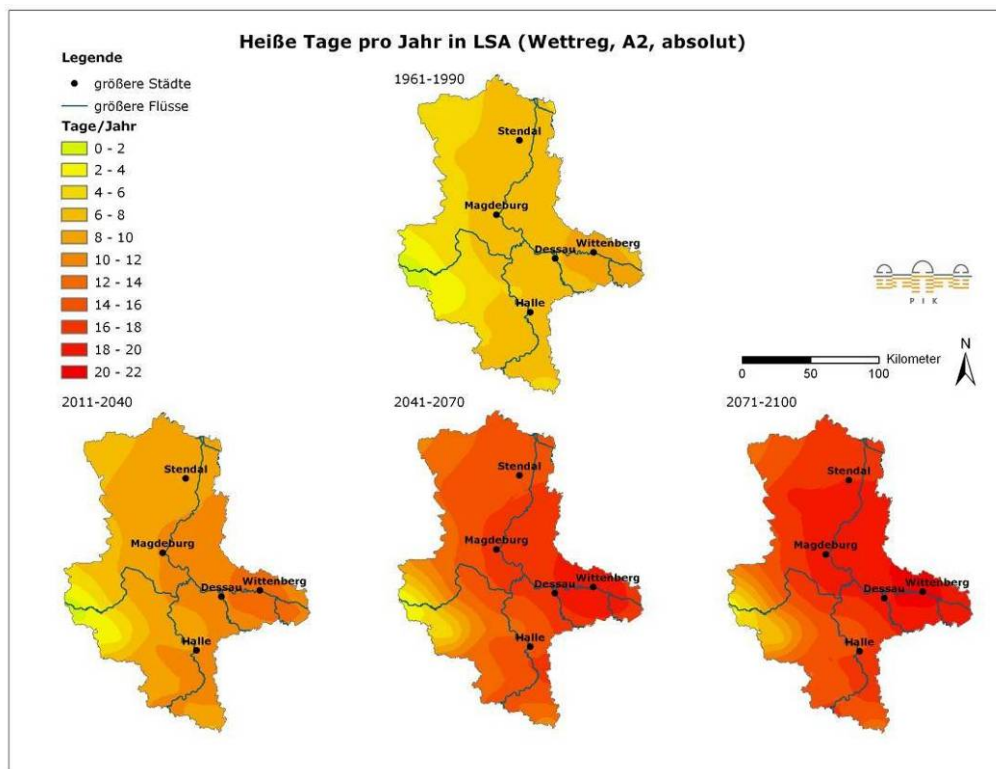 Heiße Tage pro Jahr in LSA (Wettreg, A2, absolut)
Legende
größere Städte
größere Flüsse
Tage/Jahr
0 - 2
2 - 4
4 - 6
6 - 8
8 - 10
10 - 12
12 - 14
14 - 16
16 - 18
18 - 20
20 - 22
1961-1990
Stendal
Magdeburg
Dessau
Wittenberg
Halle
P I K
Kilometer
0 50 100
N
2011-2040
Stendal
Magdeburg
Dessau
Wittenberg
Halle
2041-2070
Stendal
Magdeburg
Dessau
Wittenberg
Halle
2071-2100
Stendal
Magdeburg
Dessau
Wittenberg
Halle